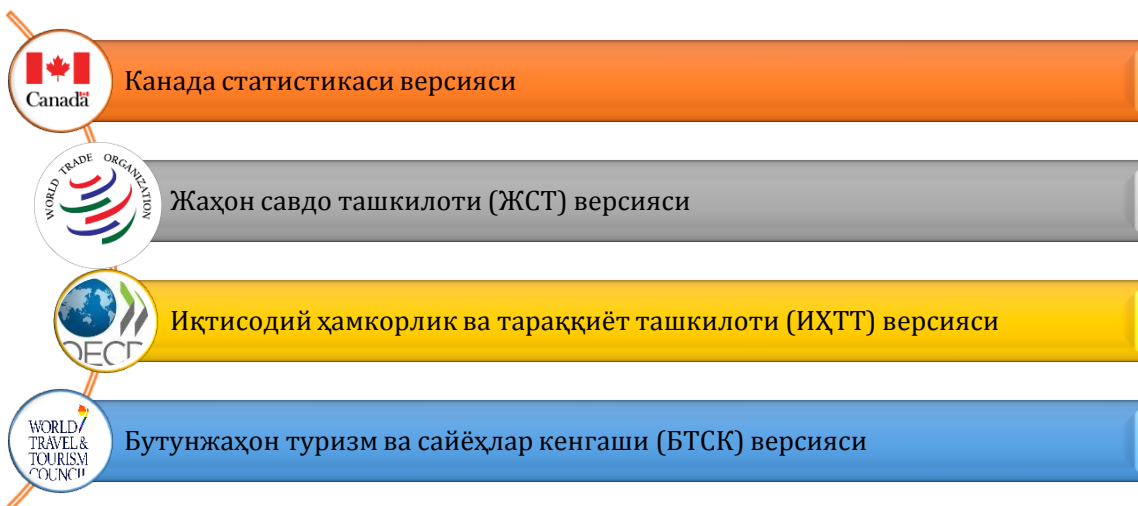 Canada
Канада статистикаси версияси
WORLD TRADE ORGANIZATION
Жаҳон савдо ташкилоти (ЖСТ) версияси
OECD
Иқтисодий ҳамкорлик ва тараққиёт ташкилоти (ИҲТТ) версияси
WORLD
TRAVEL &
TOURISM
COUNCIL
Бутунжаҳон туризм ва сайёҳлар кенгаши (БТСК) версияси